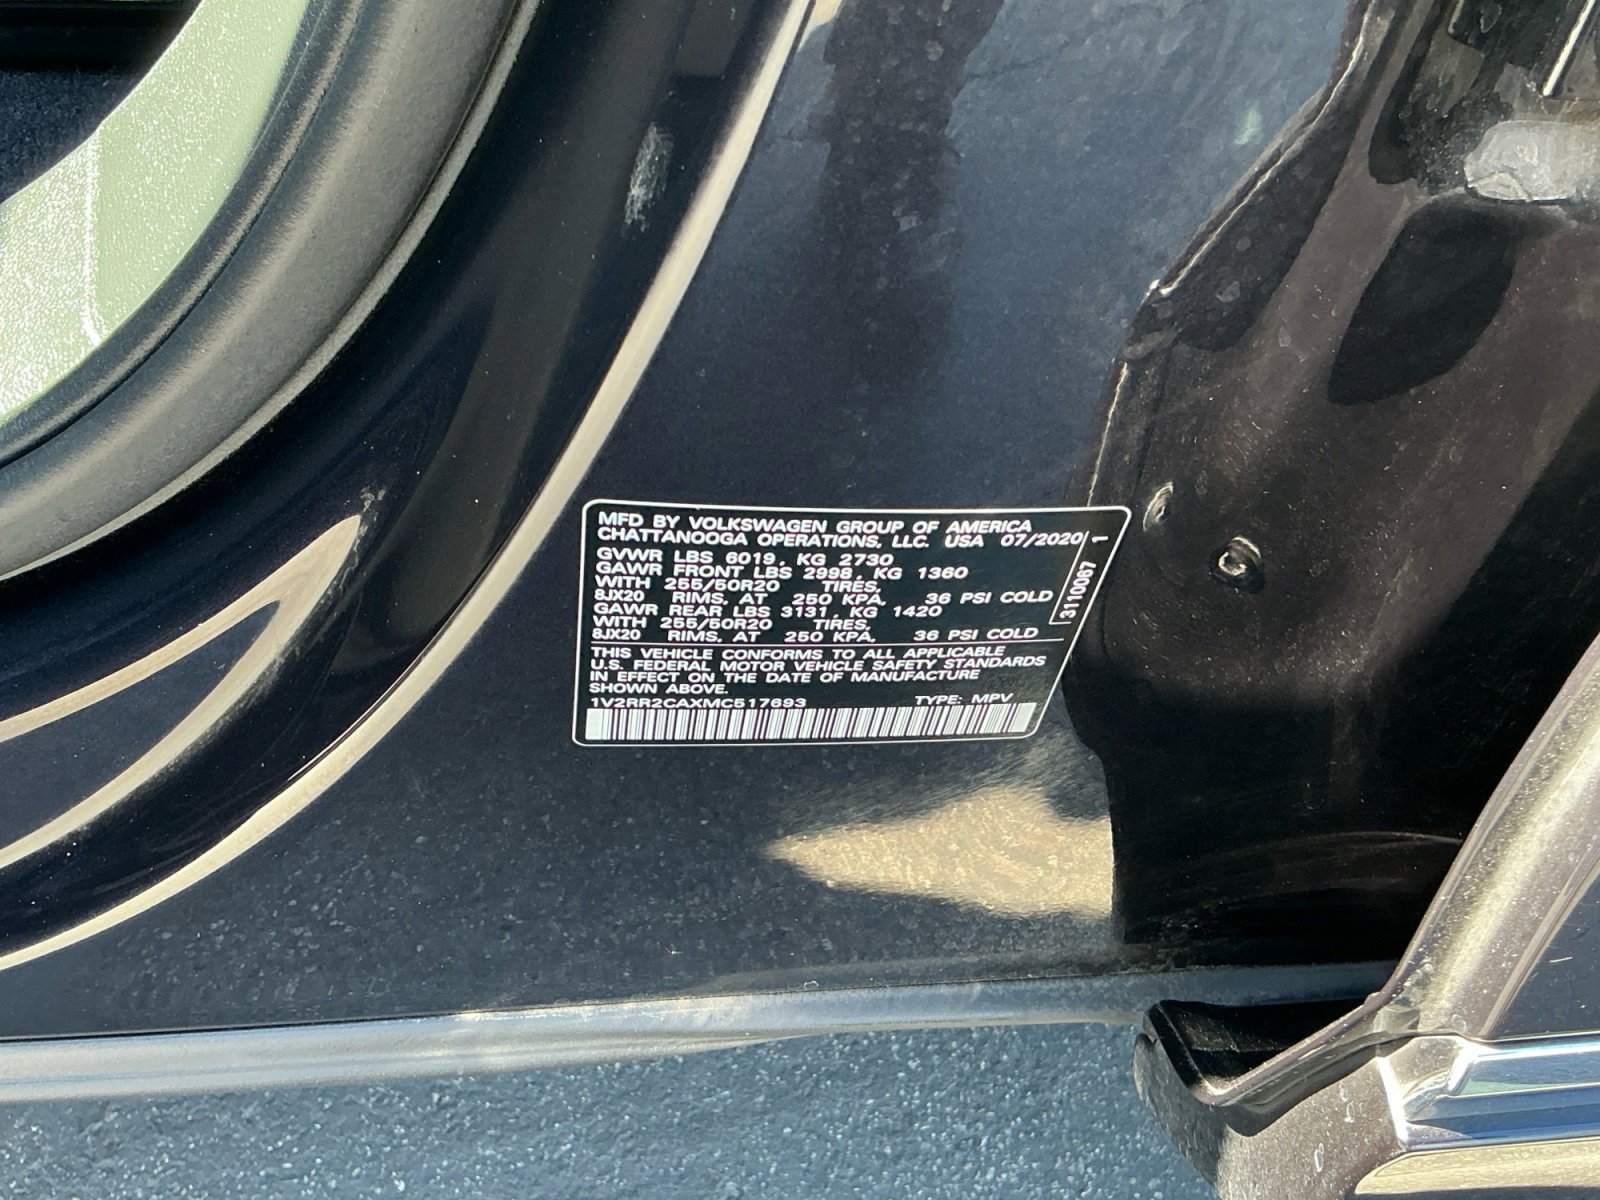 MFD BY VOLKSWAGEN GROUP OF AMERICA
CHATTANOOGA OPERATIONS, LLC. USA 07/2020
GVWR LBS 6019, KG 2730
GAWR FRONT LBS 2998, KG 1360
WITH 255/50R20 TIRES,
8JX20 RIMS, AT 250 KPA, 36 PSI COLD
GAWR REAR LBS 3131, KG 1420
WITH 255/50R20 TIRES,
8JX20 RIMS, AT 250 KPA, 36 PSI COLD
3110067 1
THIS VEHICLE CONFORMS TO ALL APPLICABLE
U.S. FEDERAL MOTOR VEHICLE SAFETY STANDARDS
IN EFFECT ON THE DATE OF MANUFACTURE
SHOWN ABOVE.
1V2RR2CAXMC517693 TYPE: MPV